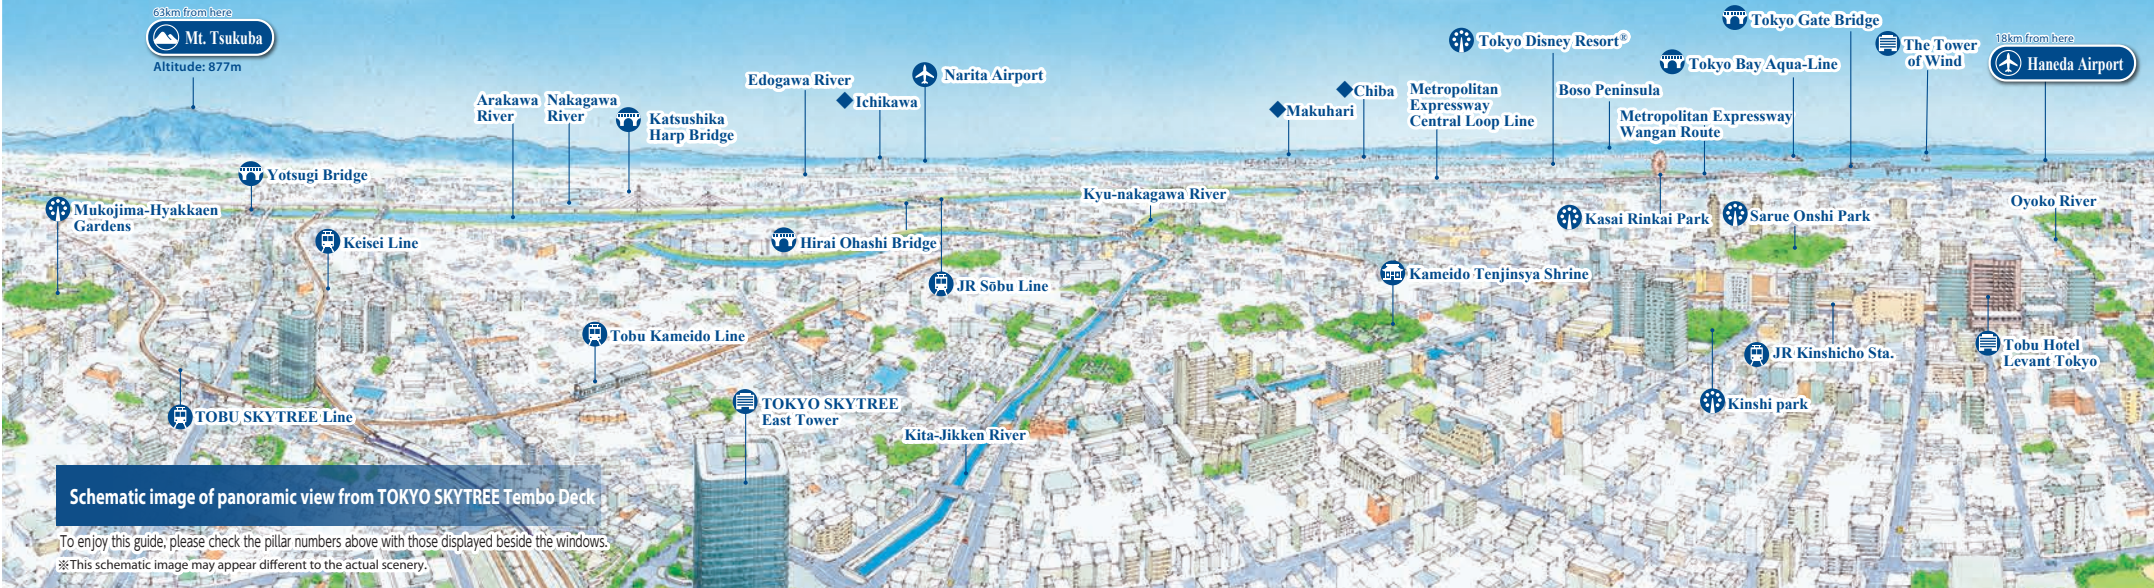 63km from here
Mt. Tsukuba
Altitude: 877m
Arakawa
River
Nakagawa
River
Katsushika
Harp Bridge
Edogawa River
Ichikawa
Narita Airport
Makuhari
Chiba
Metropolitan
Expressway
Central Loop Line
Tokyo Disney Resort®
Boso Peninsula
Tokyo Gate Bridge
Tokyo Bay Aqua-Line
Metropolitan Expressway
Wangan Route
The Tower
of Wind
18km from here
Haneda Airport
Yotsugi Bridge
Mukojima-Hyakkaen
Gardens
Keisei Line
Hirai Ohashi Bridge
Kyu-nakagawa River
JR Sōbu Line
Kasai Rinkai Park
Sarue Onshi Park
Oyoko River
Kameido Tenjinsya Shrine
Tobu Kameido Line
JR Kinshicho Sta.
Tobu Hotel
Levant Tokyo
Kinshi park
TOBU SKYTREE Line
TOKYO SKYTREE
East Tower
Kita-Jikken River
Schematic image of panoramic view from TOKYO SKYTREE Tembo Deck
To enjoy this guide, please check the pillar numbers above with those displayed beside the windows.
※This schematic image may appear different to the actual scenery.